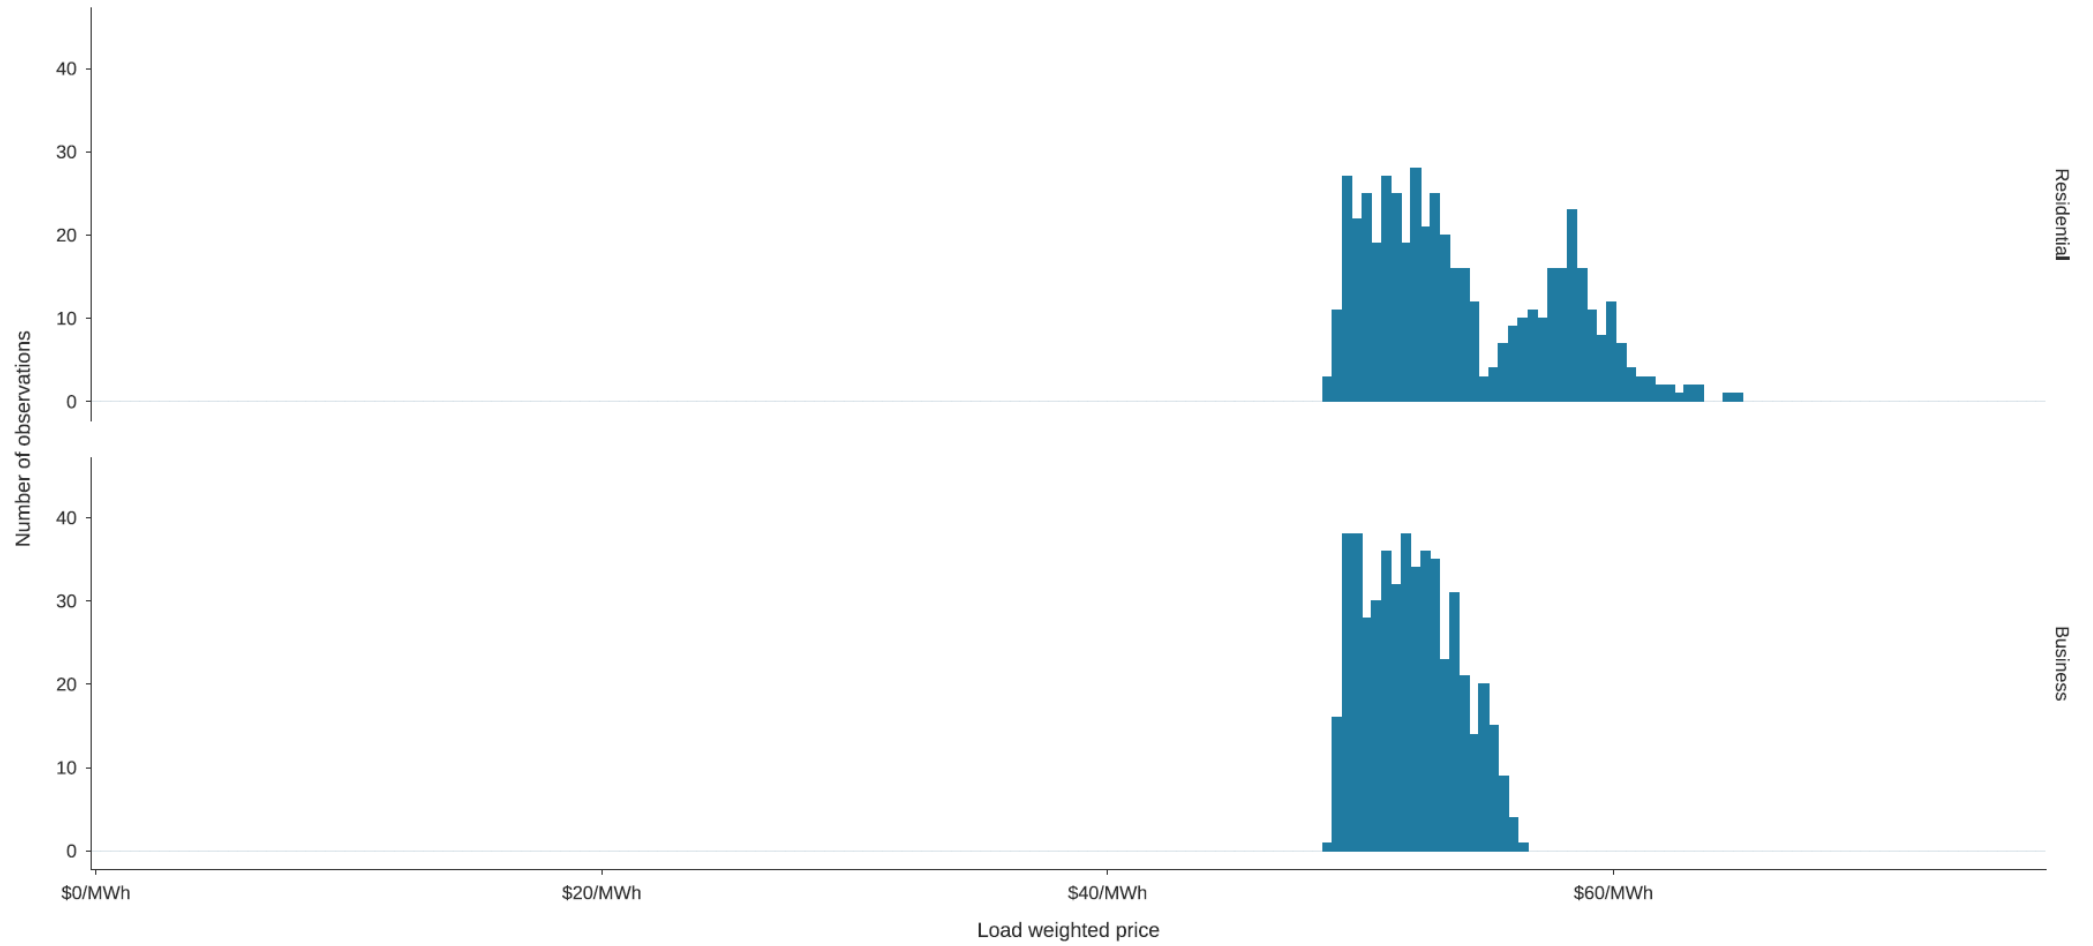 Number of observations
40
30
20
10
0
Residential
40
30
20
10
0
Business
$0/MWh
$20/MWh
$40/MWh
$60/MWh
Load weighted price